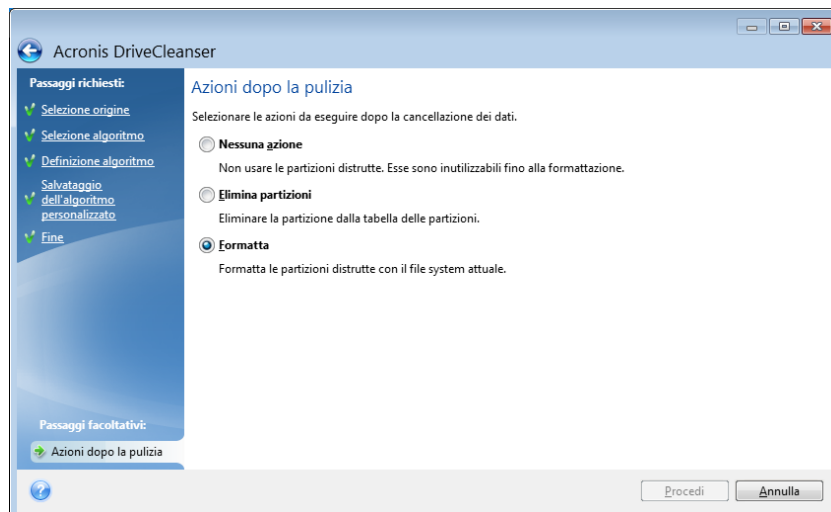 Acronis DriveCleanser
Passaggi richiesti:
Selezione origine
Selezione algoritmo
Definizione algoritmo
Salvataggio
dell'algoritmo
personalizzato
Fine
Passaggi facoltativi:
Azioni dopo la pulizia
Azioni dopo la pulizia
Selezionare le azioni da eseguire dopo la cancellazione dei dati.
Nessuna azione
Non usare le partizioni distrutte. Esse sono inutilizzabili fino alla formattazione.
Elimina partizioni
Eliminare la partizione dalla tabella delle partizioni.
Formatta
Formatta le partizioni distrutte con il file system attuale.
Procedi
Annulla